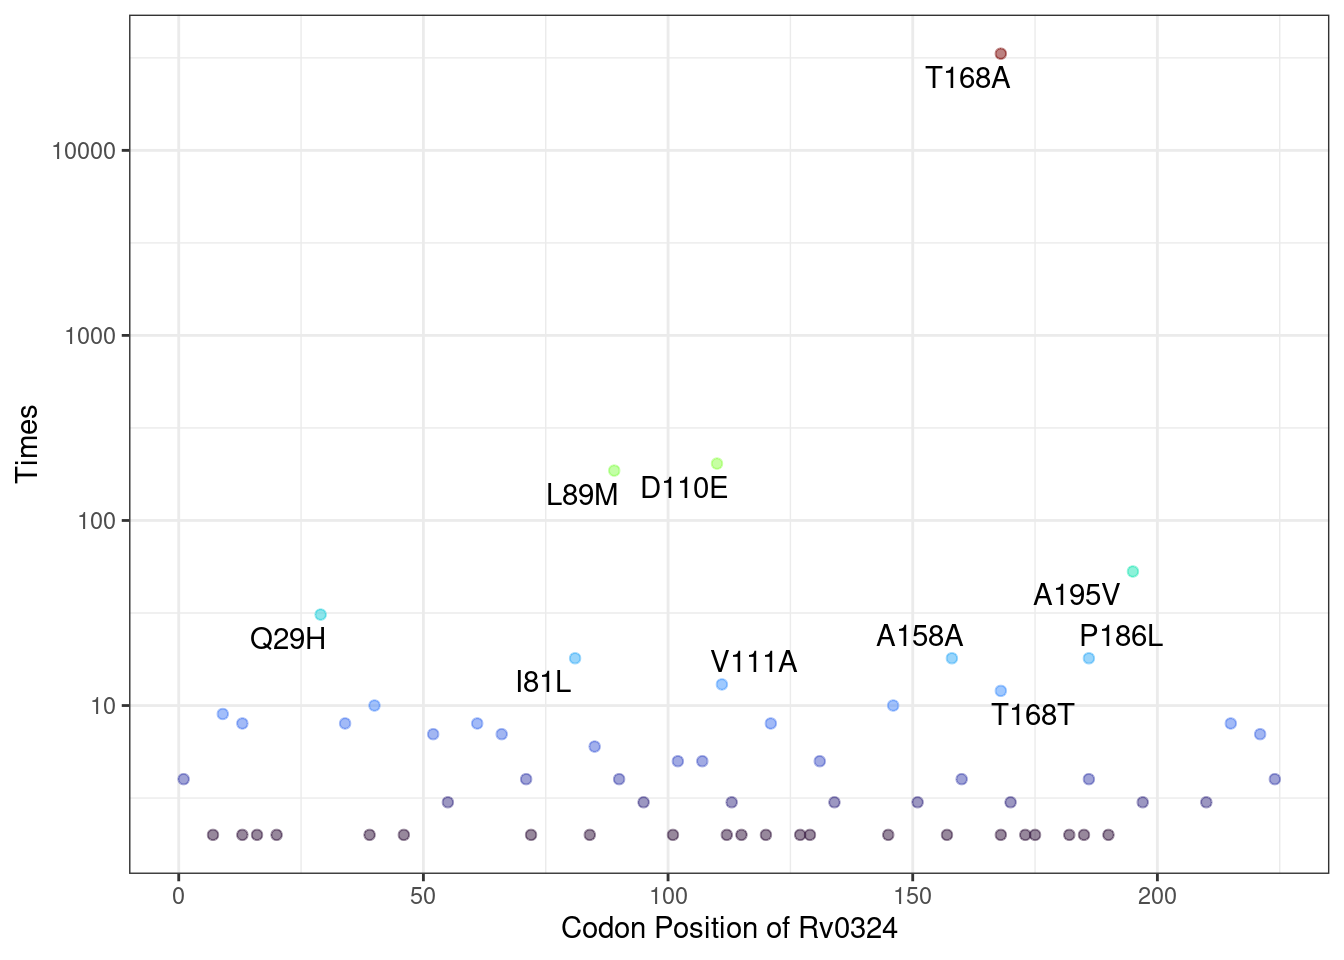 T168A
10000
1000
L89M
D110E
100
A195V
Q29H
A158A
P186L
V111A
I81L
10
T168T
Times
0
50
100
150
200
Codon Position of Rv0324